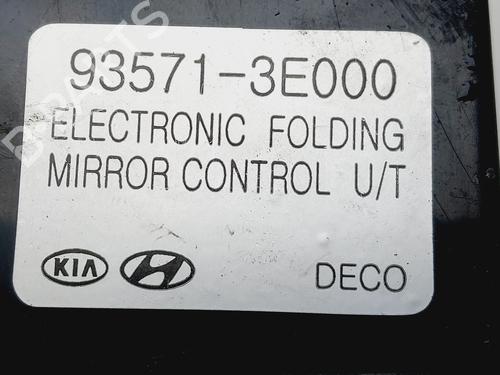 93571-3E000
ELECTRONIC FOLDING
MIRROR CONTROL U/T
KIA
DECO